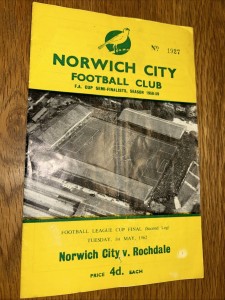 Nº 1527
NORWICH CITY
FOOTBALL CLUB
F.A. CUP SEMI-FINALISTS, SEASON 1958-59
FOOTBALL LEAGUE CUP FINAL (Second Leg)
TUESDAY, 1st MAY, 1962
Norwich City v. Rochdale
PRICE 4d. EACH